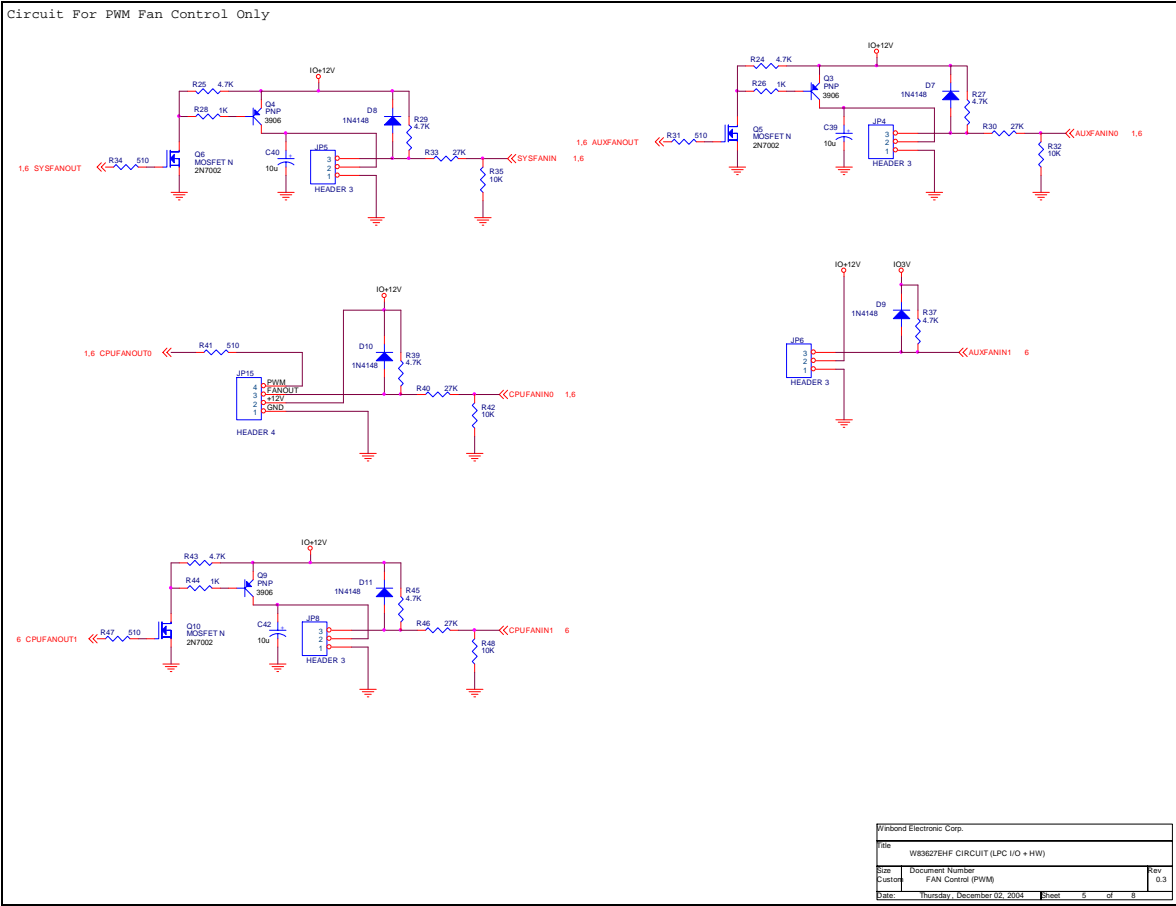 Circuit For PWM Fan Control Only
IO+12V
R25 4.7K
R28 1K
Q4
PNP
3906
D8
1N4148
R29
4.7K
C40
10u
JP5
3
2
1
HEADER 3
R33 27K
SYSFANIN 1,6
R35
10K
1,6 SYSFANOUT
R34 510
Q6
MOSFET N
2N7002
IO+12V
R24 4.7K
R26 1K
Q3
PNP
3906
D7
1N4148
R27
4.7K
C39
10u
JP4
3
2
1
HEADER 3
R30 27K
AUXFANIN0 1,6
R32
10K
1,6 AUXFANOUT
R31 510
Q5
MOSFET N
2N7002
IO+12V
1,6 CPUFANOUT0
R41 510
D10
1N4148
R39
4.7K
JP15
4 PWM
3 FANOUT
2 +12V
1 GND
HEADER 4
R40 27K
CPUFANIN0 1,6
R42
10K
IO+12V
IO3V
D9
1N4148
R37
4.7K
JP6
3
2
1
HEADER 3
AUXFANIN1 6
IO+12V
R43 4.7K
R44 1K
Q9
PNP
3906
D11
1N4148
R45
4.7K
C42
10u
JP8
3
2
1
HEADER 3
R46 27K
CPUFANIN1 6
R48
10K
6 CPUFANOUT1
R47 510
Q10
MOSFET N
2N7002
Winbond Electronic Corp.
Title
W83627EHF CIRCUIT (LPC I/O + HW)
Size Document Number Rev
Custom FAN Control (PWM) 0.3
Date: Thursday, December 02, 2004 Sheet 5 of 8